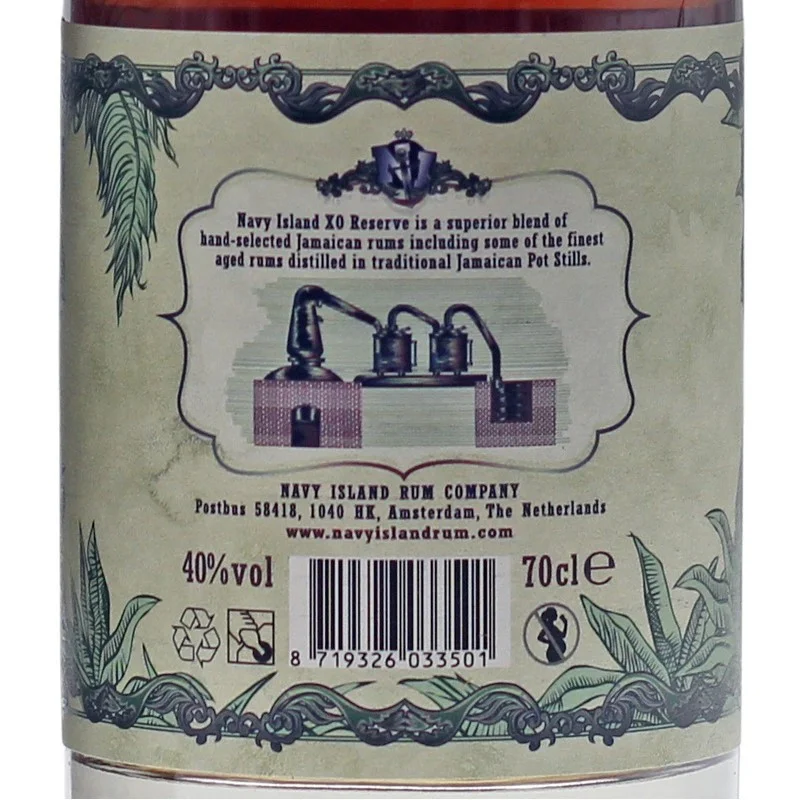 Navy Island XO Reserve is a superior blend of
hand-selected Jamaican rums including some of the finest
aged rums distilled in traditional Jamaican Pot Stills.
NAVY ISLAND RUM COMPANY
Postbus 58418, 1040 HK, Amsterdam, The Netherlands
www.navyislandrum.com
40%vol
70cl e
8 719326 033501